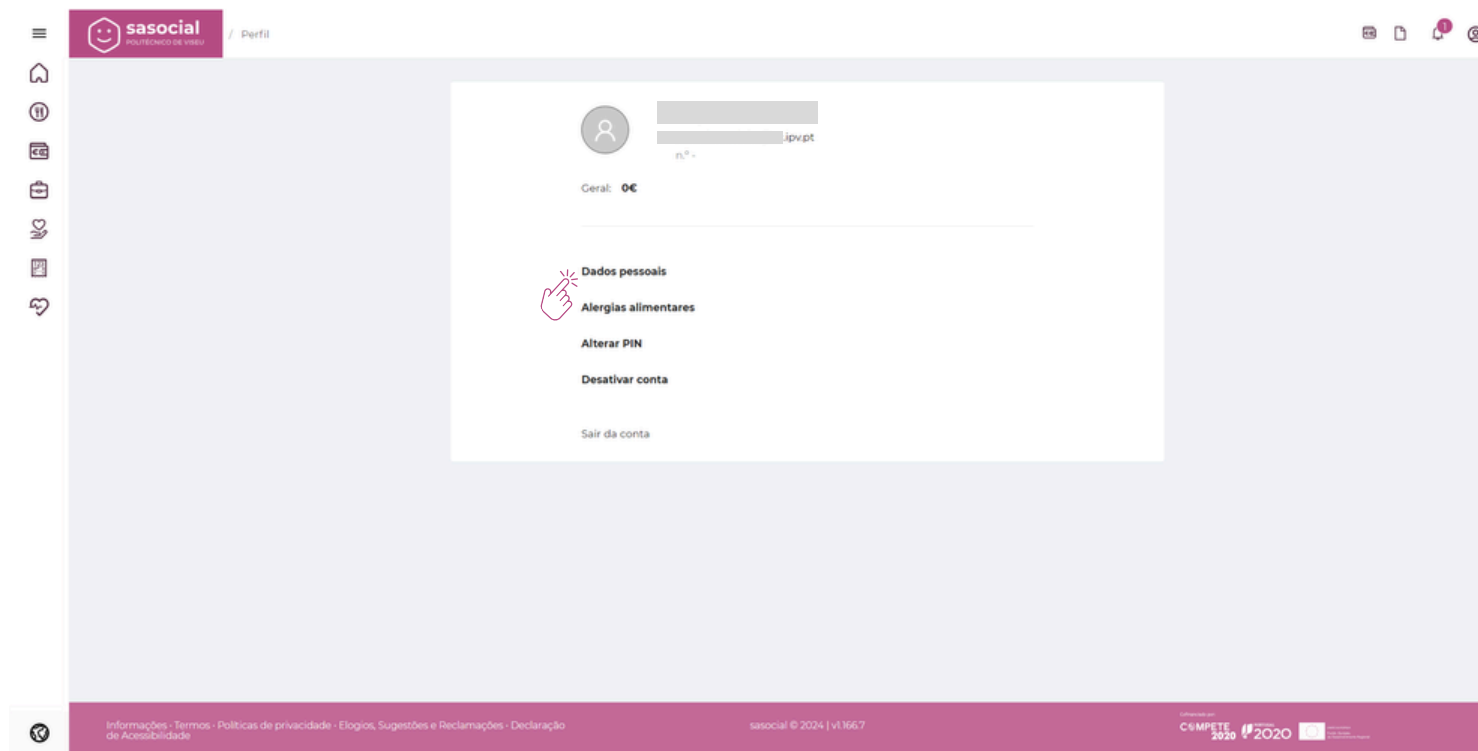 sasocial
POLITÉCNICO DE VISEU
/ Perfil
1
.ipv.pt
n.º -
Geral: 0€
Dados pessoais
Alergias alimentares
Alterar PIN
Desativar conta
Sair da conta
Informações - Termos - Políticas de privacidade - Elogios, Sugestões e Reclamações - Declaração
de Acessibilidade
sasocial © 2024 | v1.166.7
COMPETE
2020
2020